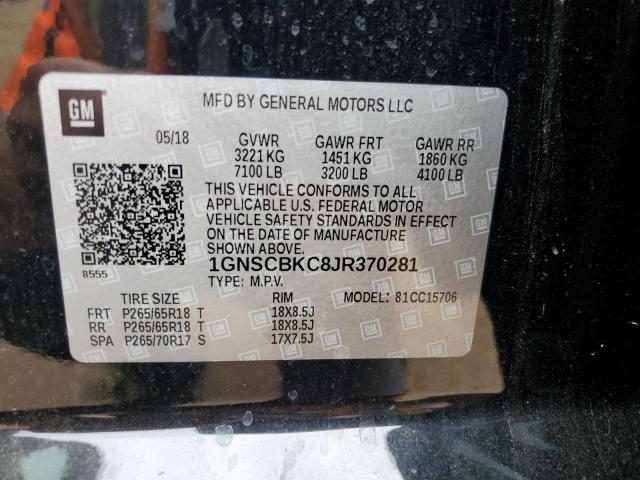 GM
MFD BY GENERAL MOTORS LLC
05/18 GVWR GAWR FRT GAWR RR
3221 KG 1451 KG 1860 KG
7100 LB 3200 LB 4100 LB
THIS VEHICLE CONFORMS TO ALL
APPLICABLE U.S. FEDERAL MOTOR
VEHICLE SAFETY STANDARDS IN EFFECT
ON THE DATE OF MANUFACTURE
SHOWN ABOVE.
8555
1GNSCBKC8JR370281
TYPE: M.P.V. MODEL: 81CC15706
TIRE SIZE RIM
FRT P265/65R18 T 18X8.5J
RR P265/65R18 T 18X8.5J
SPA P265/70R17 S 17X7.5J